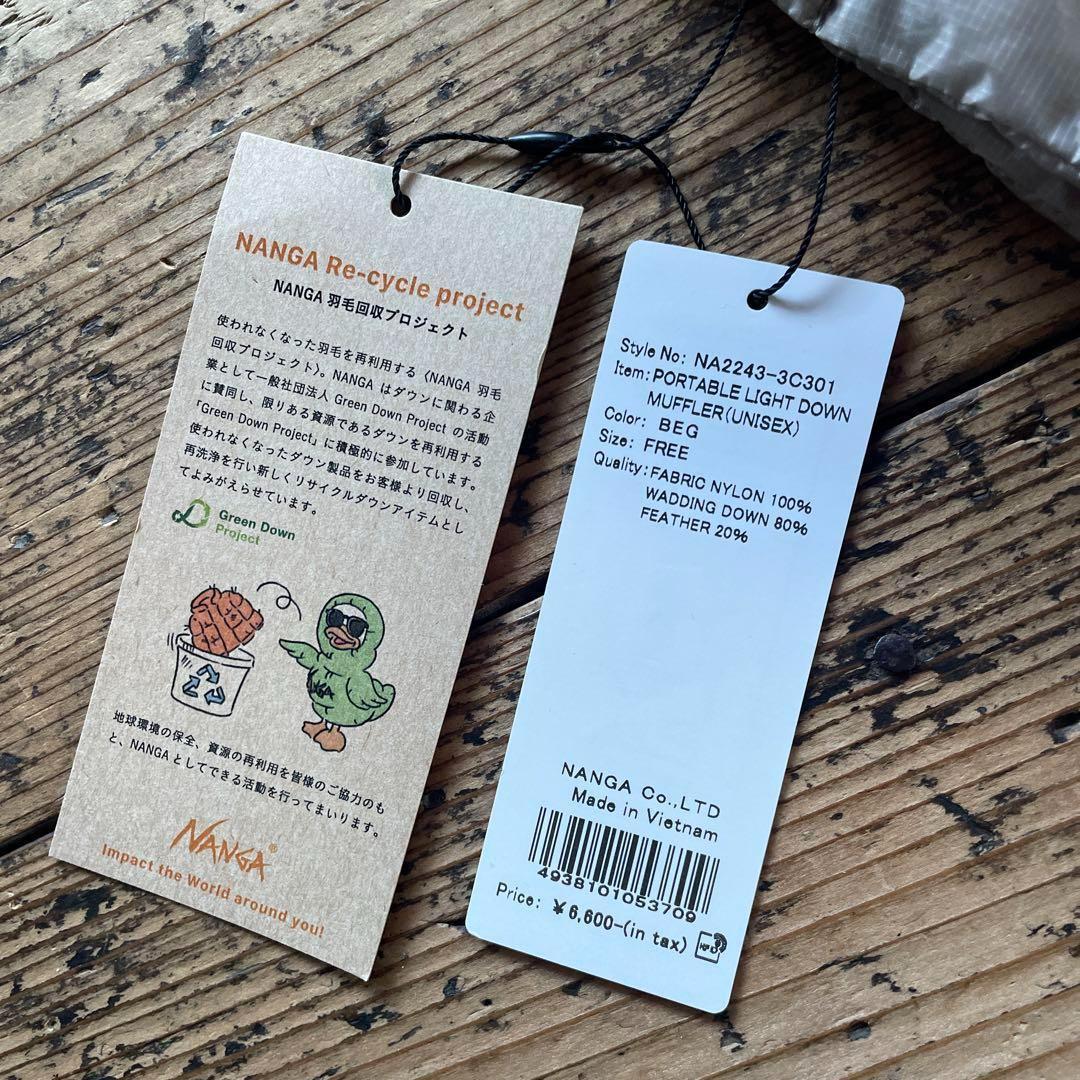 NANGA Re-cycle project
NANGA 羽毛回収プロジェクト
使われなくなった羽毛を再利用する〈NANGA 羽毛
回収プロジェクト〉。NANGA はダウンに関わる企
業として一般社団法人 Green Down Project の活動
に賛同し、限りある資源であるダウンを再利用する
「Green Down Project」に積極的に参加しています。
使われなくなったダウン製品をお客様より回収し、
再洗浄を行い新しくリサイクルダウンアイテムとし
てよみがえらせています。
Green Down
Project
NANGA
地球環境の保全、資源の再利用を皆様のご協力のも
と、NANGA としてできる活動を行ってまいります。
NANGA®
Impact the World around you!
Style No: NA2243-3C301
Item: PORTABLE LIGHT DOWN
MUFFLER(UNISEX)
Color: BEG
Size: FREE
Quality: FABRIC NYLON 100%
WADDING DOWN 80%
FEATHER 20%
NANGA Co.,LTD
Made in Vietnam
4938101053709
Price: ¥6,600-(in tax)